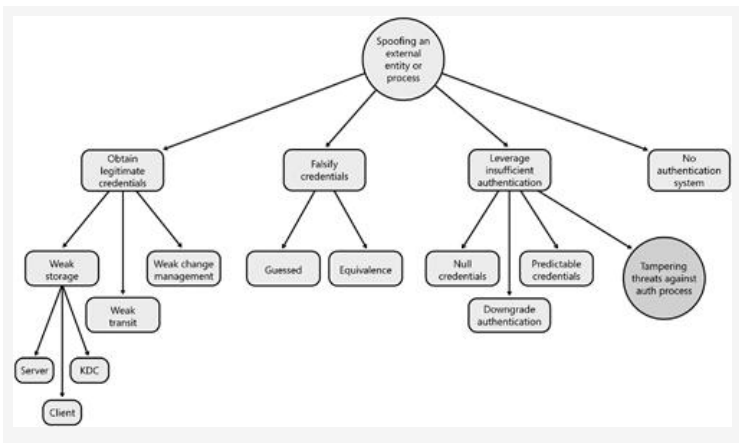 Spoofing an
external
entity or
process
Obtain
legitimate
credentials
Falsify
credentials
Leverage
insufficient
authentication
No
authentication
system
Weak
storage
Weak change
management
Weak
transit
Guessed
Equivalence
Null
credentials
Predictable
credentials
Downgrade
authentication
Tampering
threats against
auth process
Server
KDC
Client